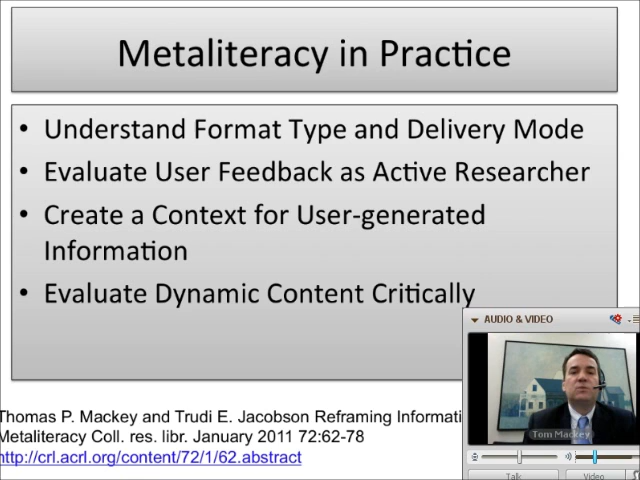 Metaliteracy in Practice
• Understand Format Type and Delivery Mode
• Evaluate User Feedback as Active Researcher
• Create a Context for User-generated
Information
• Evaluate Dynamic Content Critically
AUDIO & VIDEO
Tom Mackey
Talk
Video
Thomas P. Mackey and Trudi E. Jacobson Reframing Informati
Metaliteracy Coll. res. libr. January 2011 72:62-78
http://crl.acrl.org/content/72/1/62.abstract